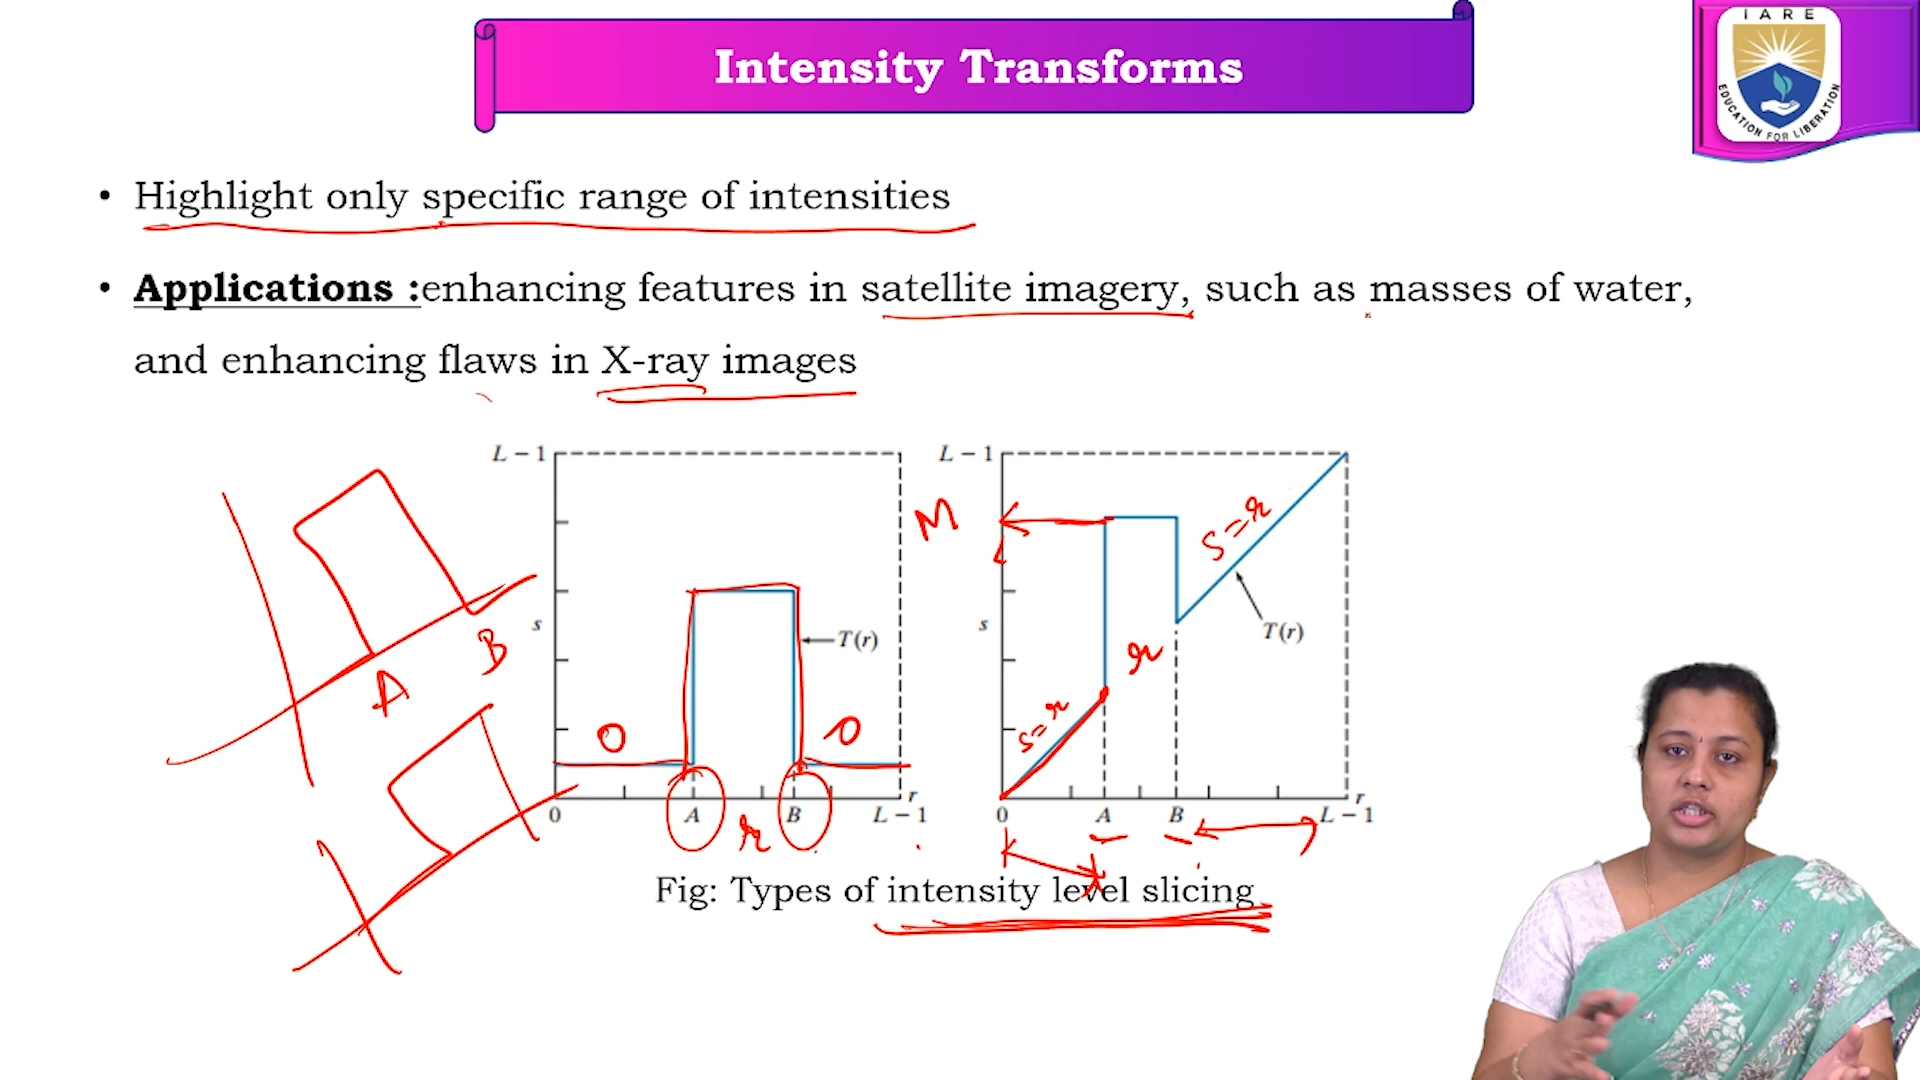 Intensity Transforms
IARE
EDUCATION FOR LIBERATION
• Highlight only specific range of intensities
• Applications :enhancing features in satellite imagery, such as masses of water,
and enhancing flaws in X-ray images
L – 1
s
T(r)
0
0
0
A
B
L – 1
r
r
A
B
L – 1
M
s
S=r
S=r
r
T(r)
0
A
B
L – 1
r
Fig: Types of intensity level slicing